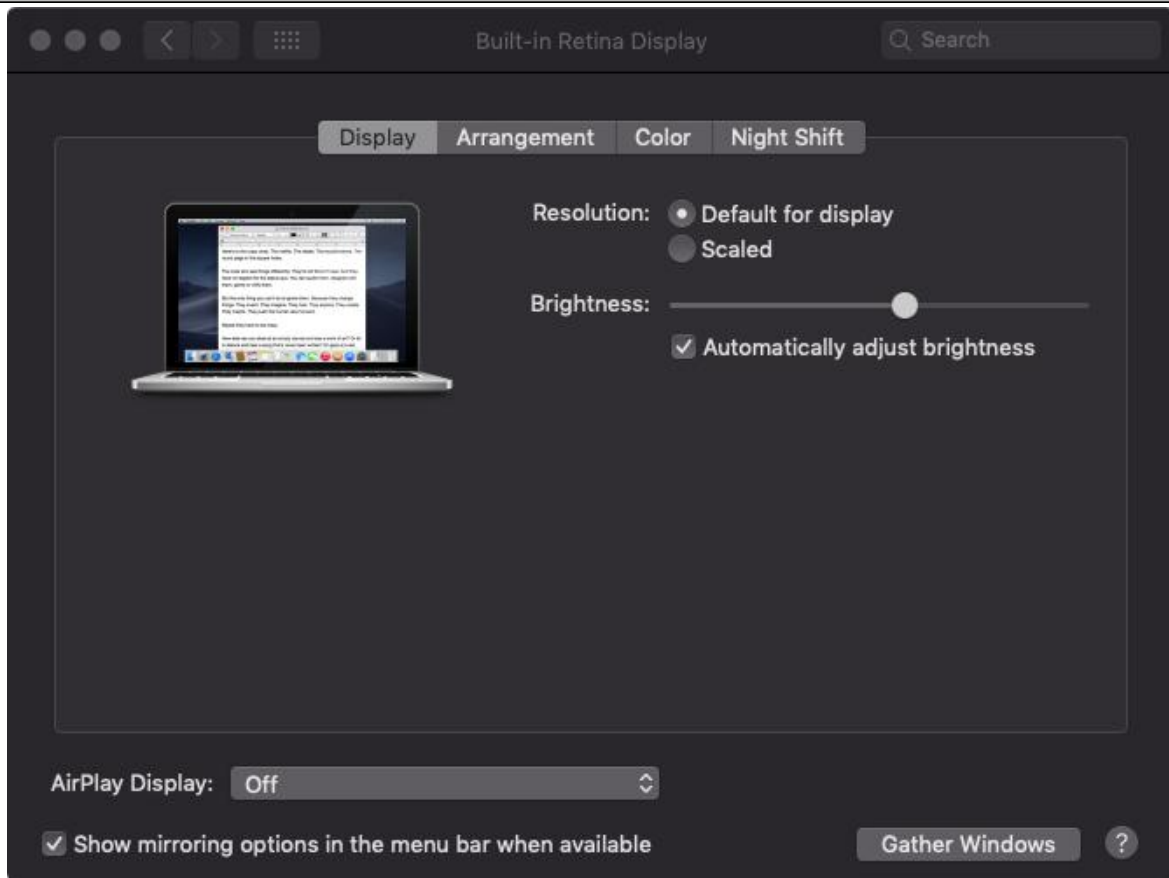 Built-in Retina Display
Search
Display Arrangement Color Night Shift
Resolution: Default for display
Scaled
Brightness:
Automatically adjust brightness
AirPlay Display: Off
Show mirroring options in the menu bar when available
Gather Windows ?